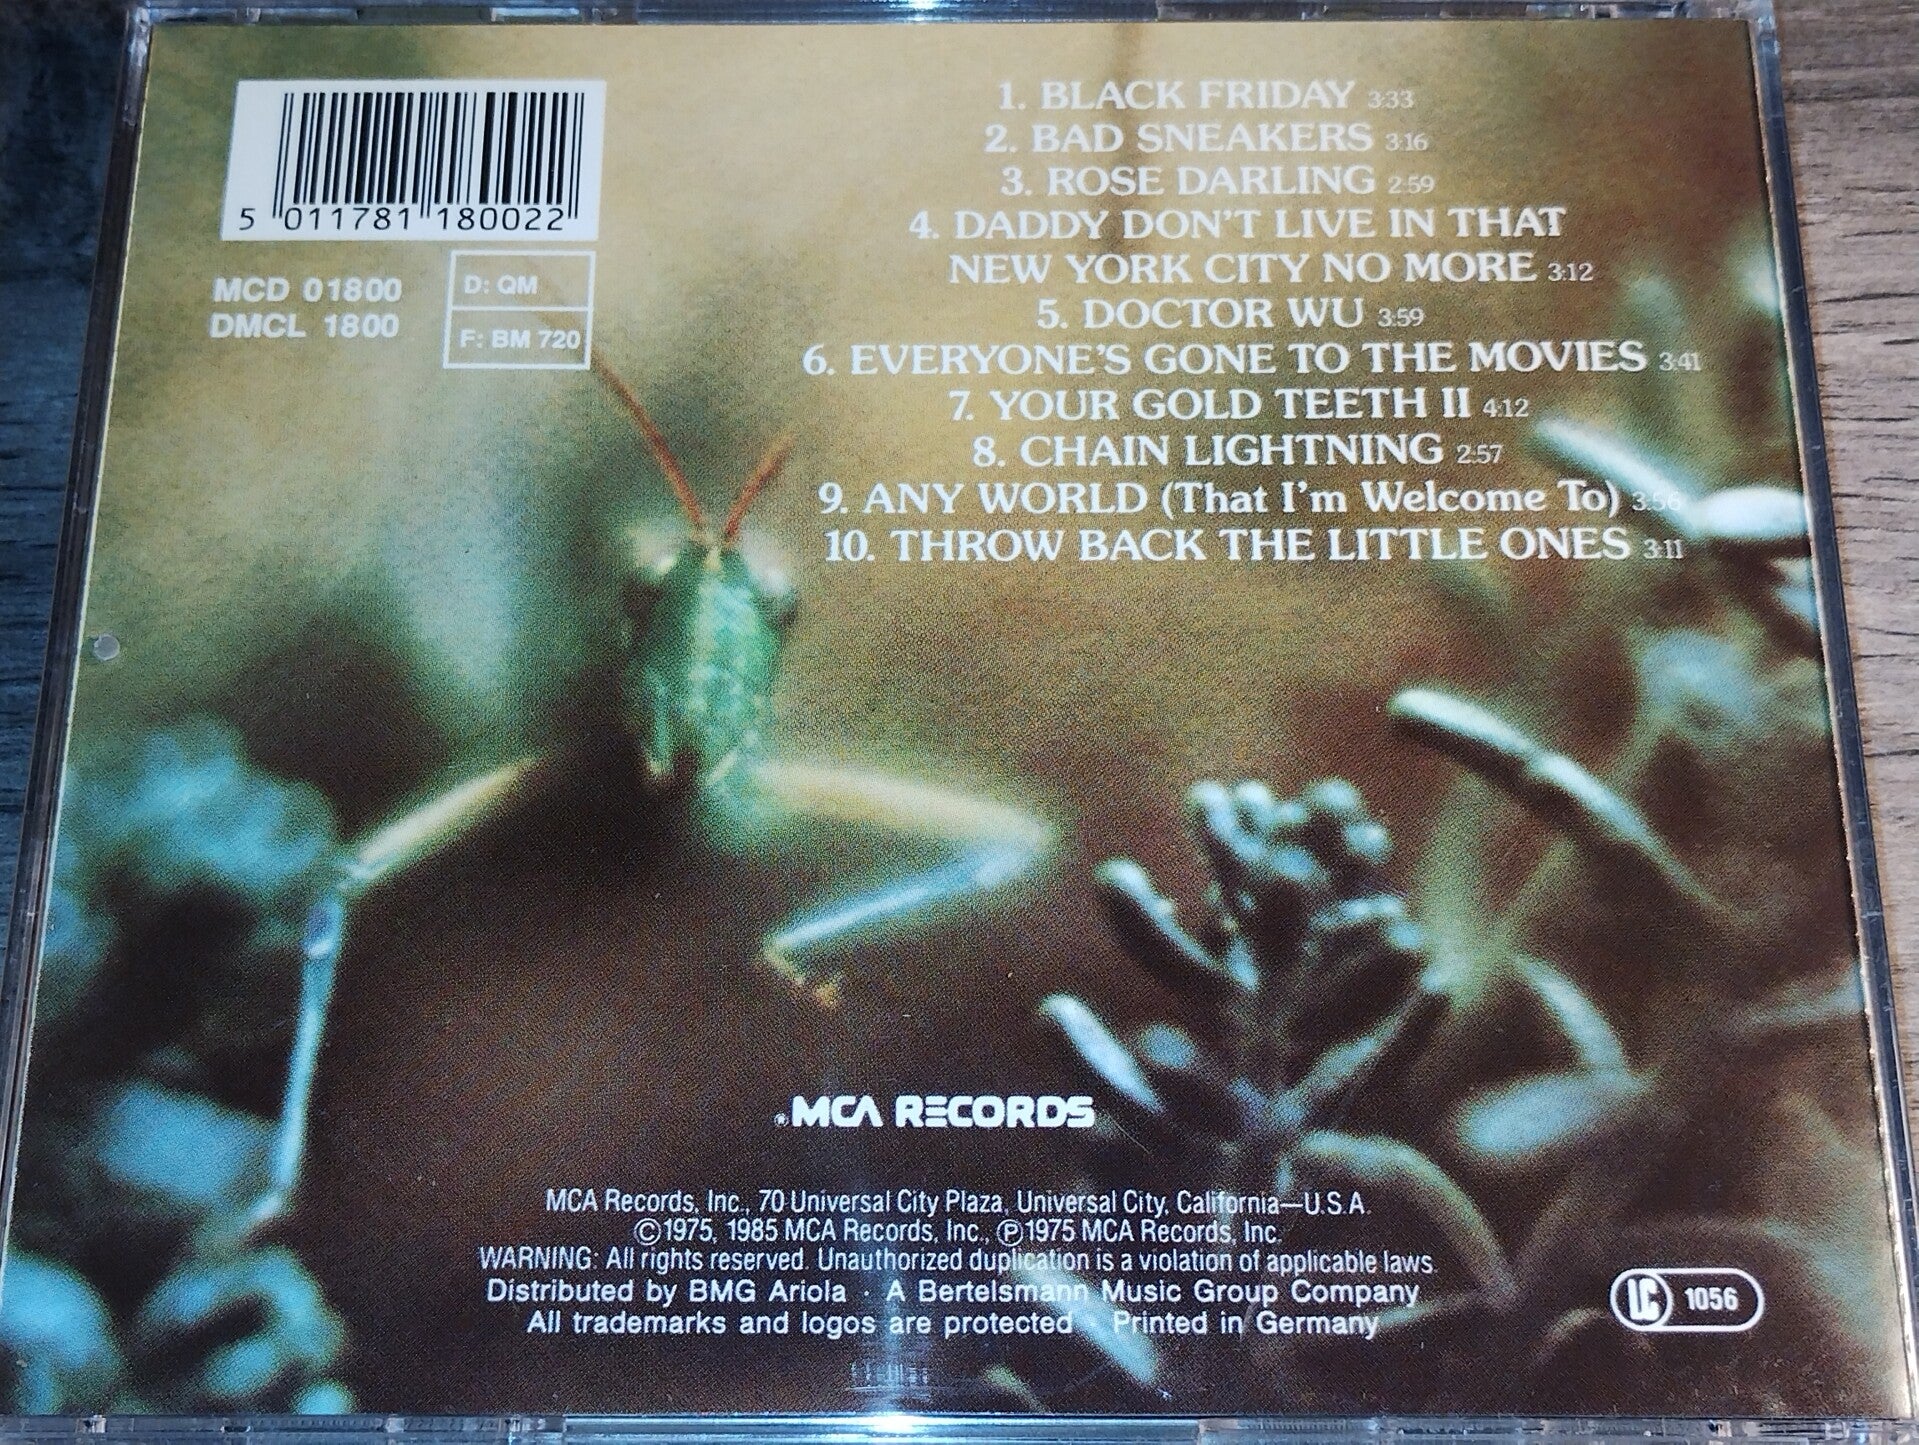 5 011781 180022
MCD 01800
DMCL 1800
D: QM
F: BM 720
1. BLACK FRIDAY 3:33
2. BAD SNEAKERS 3:16
3. ROSE DARLING 2:59
4. DADDY DON'T LIVE IN THAT
NEW YORK CITY NO MORE 3:12
5. DOCTOR WU 3:59
6. EVERYONE'S GONE TO THE MOVIES 3:41
7. YOUR GOLD TEETH II 4:12
8. CHAIN LIGHTNING 2:57
9. ANY WORLD (That I'm Welcome To) 3:56
10. THROW BACK THE LITTLE ONES 3:11
® MCA RECORDS
MCA Records, Inc., 70 Universal City Plaza, Universal City, California—U.S.A.
©1975, 1985 MCA Records, Inc., ℗1975 MCA Records, Inc.
WARNING: All rights reserved. Unauthorized duplication is a violation of applicable laws.
Distributed by BMG Ariola · A Bertelsmann Music Group Company
All trademarks and logos are protected · Printed in Germany
LC 1056